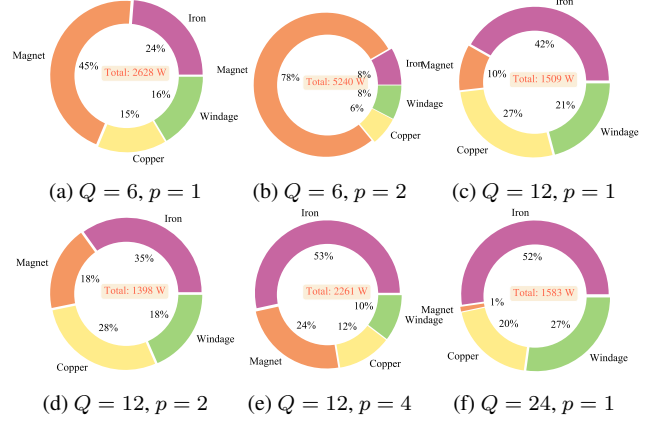 Iron
24%
Magnet
45%
Total: 2628 W
16%
15%
Windage
Copper
(a) Q = 6, p = 1
Magnet
78%
8%
Iron
Total: 5240 W
8%
Windage
6%
Copper
(b) Q = 6, p = 2
Iron
42%
Magnet
10%
Total: 1509 W
27%
21%
Windage
Copper
(c) Q = 12, p = 1
Iron
35%
Magnet
18%
Total: 1398 W
28%
18%
Windage
Copper
(d) Q = 12, p = 2
Iron
53%
Total: 2261 W
10%
Windage
24%
12%
Magnet
Copper
(e) Q = 12, p = 4
Iron
52%
Total: 1583 W
Magnet
1%
20%
27%
Copper
Windage
(f) Q = 24, p = 1